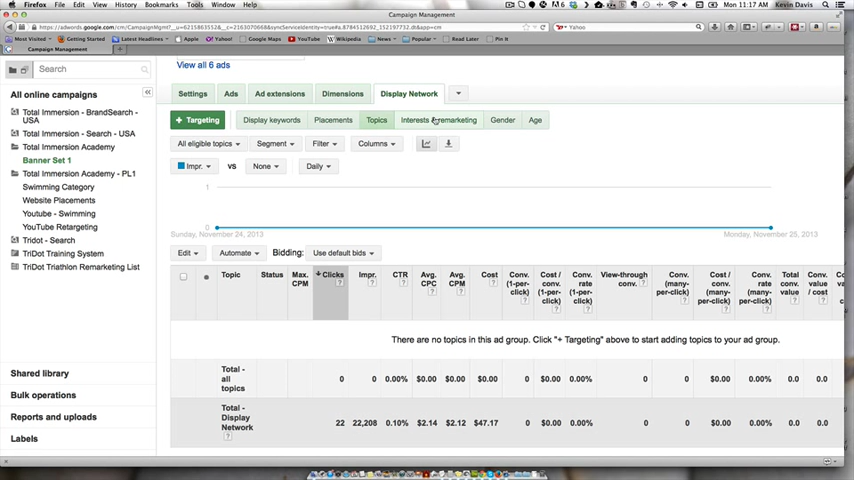 Firefox File Edit View History Bookmarks Tools Window Help
Mon 11:17 AM Kevin Davis
Campaign Management
Most Visited Getting Started Latest Headlines Apple Yahoo! Google Maps YouTube Wikipedia News Popular Read Later Pin It
Campaign Management
Search
View all 6 ads
All online campaigns
Total Immersion - BrandSearch - USA
Total Immersion - Search - USA
Total Immersion Academy
Banner Set 1
Total Immersion Academy - PL1
Swimming Category
Website Placements
Youtube - Swimming
YouTube Retargeting
Tridot - Search
TriDot Training System
TriDot Triathlon Remarketing List
Shared library
Bulk operations
Reports and uploads
Labels
Settings Ads Ad extensions Dimensions Display Network
+ Targeting Display keywords Placements Topics Interests & remarketing Gender Age
All eligible topics Segment Filter Columns
Impr. VS None Daily
1
0
Sunday, November 24, 2013 Monday, November 25, 2013
Edit Automate Bidding: Use default bids
Topic Status Max. CPM Clicks ? Impr. ? CTR ? Avg. CPC ? Avg. CPM ? Cost ? Conv. (1-per-click) ? Cost / conv. (1-per-click) ? Conv. rate (1-per-click) ? View-through conv. ? Conv. (many-per-click) ? Cost / conv. (many-per-click) ? Conv. rate (many-per-click) ? Total conv. value ? Conv. value / cost ?
There are no topics in this ad group. Click "+ Targeting" above to start adding topics to your ad group.
Total - all topics 0 0 0.00% $0.00 $0.00 $0.00 0 $0.00 0.00% 0 0 $0.00 0.00% 0.0 0.0
Total - Display Network ? 22 22,208 0.10% $2.14 $2.12 $47.17 0 $0.00 0.00% 0 0 $0.00 0.00% 0.0 0.0